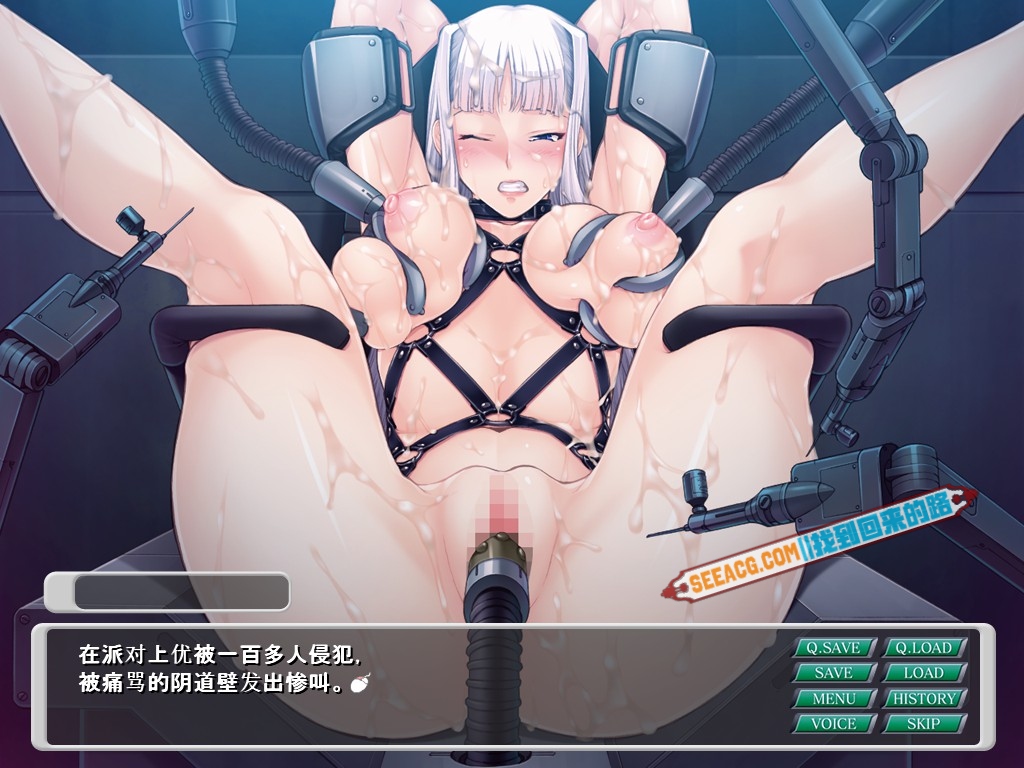 SEEACG.COM||找到回来的路
在派对上优被一百多人侵犯,
被痛骂的阴道壁发出惨叫。
Q.SAVE Q.LOAD
SAVE LOAD
MENU HISTORY
VOICE SKIP